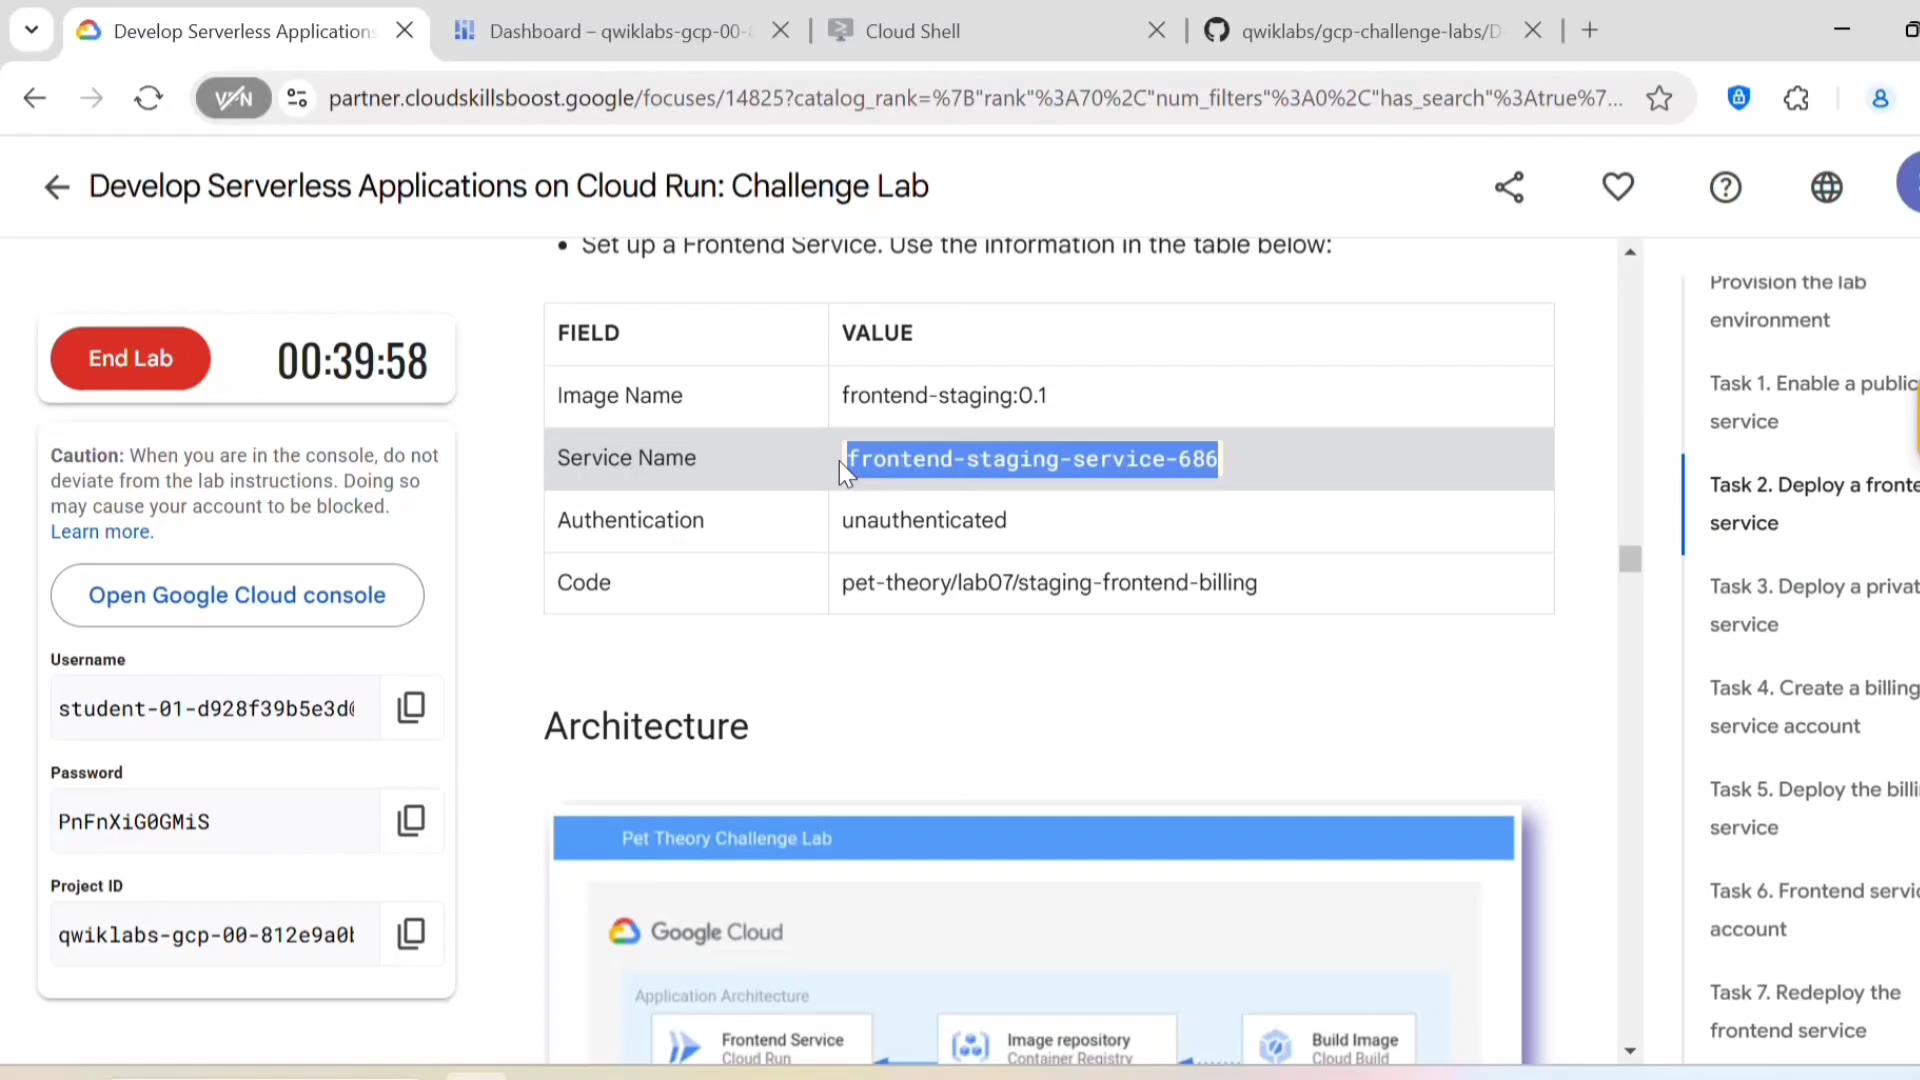 Develop Serverless Applications
Dashboard – qwiklabs-gcp-00-
Cloud Shell
qwiklabs/gcp-challenge-labs/D
VPN
partner.cloudskillsboost.google/focuses/14825?catalog_rank=%7B"rank"%3A70%2C"num_filters"%3A0%2C"has_search"%3Atrue%7...
Develop Serverless Applications on Cloud Run: Challenge Lab
• Set up a Frontend Service. Use the information in the table below:
FIELD VALUE
Image Name frontend-staging:0.1
Service Name frontend-staging-service-686
Authentication unauthenticated
Code pet-theory/lab07/staging-frontend-billing
Architecture
Pet Theory Challenge Lab
Google Cloud
Application Architecture
Frontend Service
Cloud Run
Image repository
Container Registry
Build Image
Cloud Build
End Lab
00:39:58
Caution: When you are in the console, do not
deviate from the lab instructions. Doing so
may cause your account to be blocked.
Learn more.
Open Google Cloud console
Username
student-01-d928f39b5e3d
Password
PnFnXiG0GMiS
Project ID
qwiklabs-gcp-00-812e9a0
Provision the lab
environment
Task 1. Enable a public
service
Task 2. Deploy a fronte
service
Task 3. Deploy a privat
service
Task 4. Create a billing
service account
Task 5. Deploy the billi
service
Task 6. Frontend servic
account
Task 7. Redeploy the
frontend service